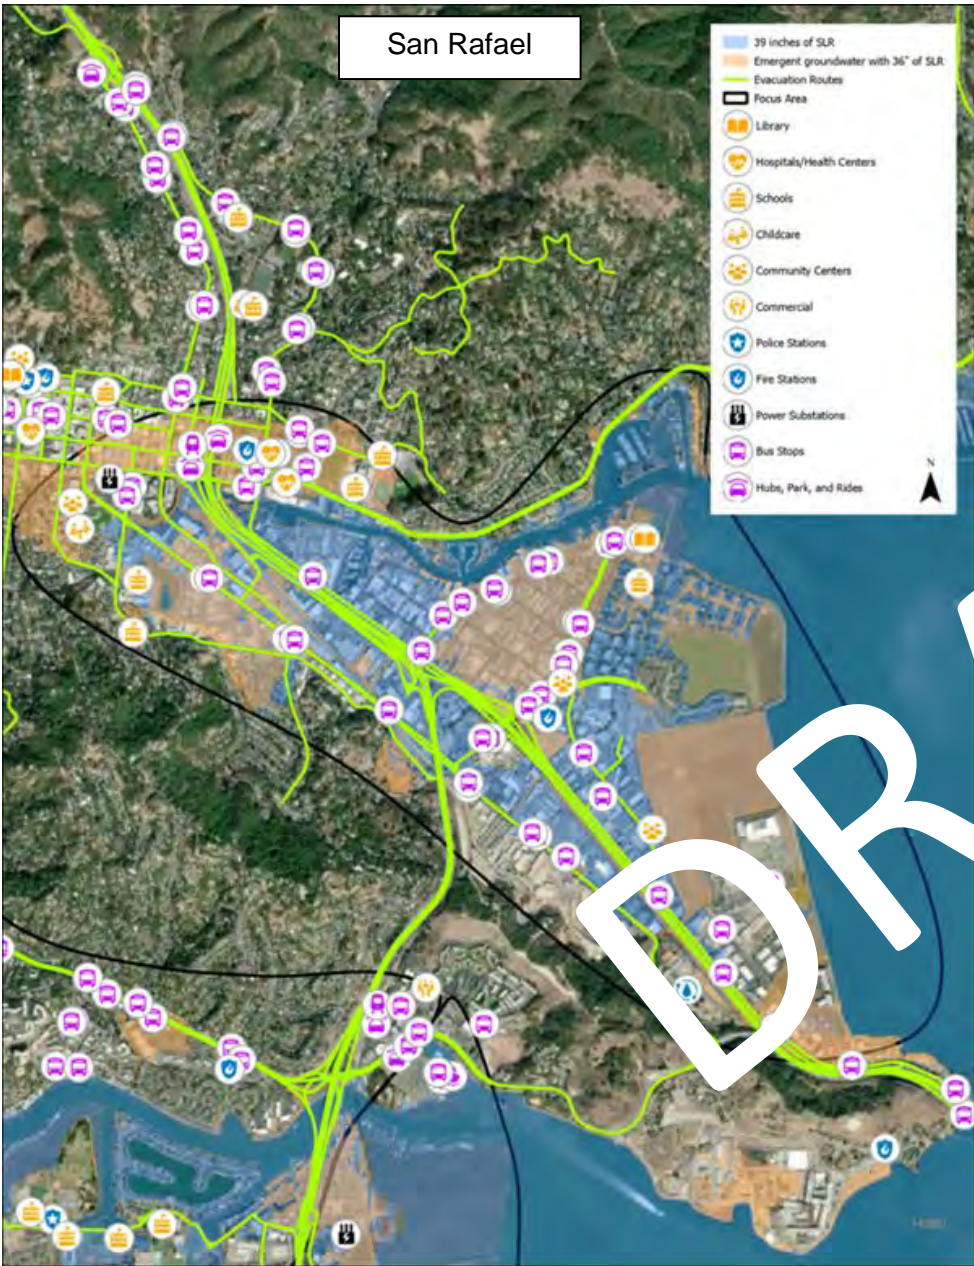 San Rafael
39 inches of SLR
Emergent groundwater with 36" of SLR
Evacuation Routes
Focus Area
Library
Hospitals/Health Centers
Schools
Childcare
Community Centers
Commercial
Police Stations
Fire Stations
Power Substations
Bus Stops
Hubs, Park, and Rides
N
DR